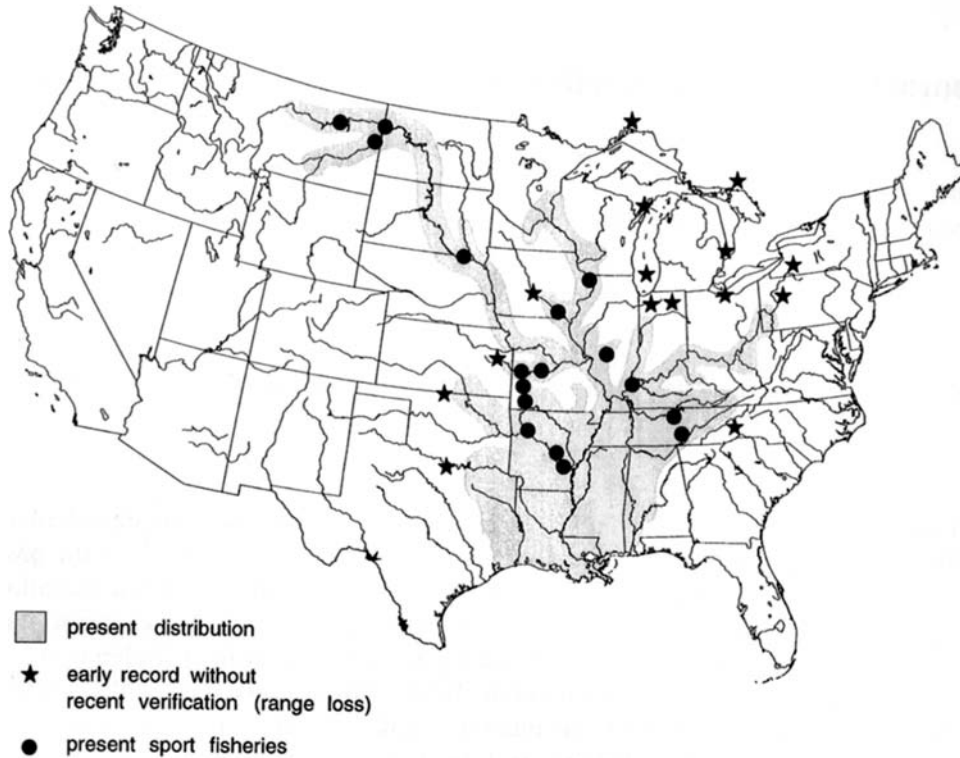 present distribution
early record without
recent verification (range loss)
present sport fisheries